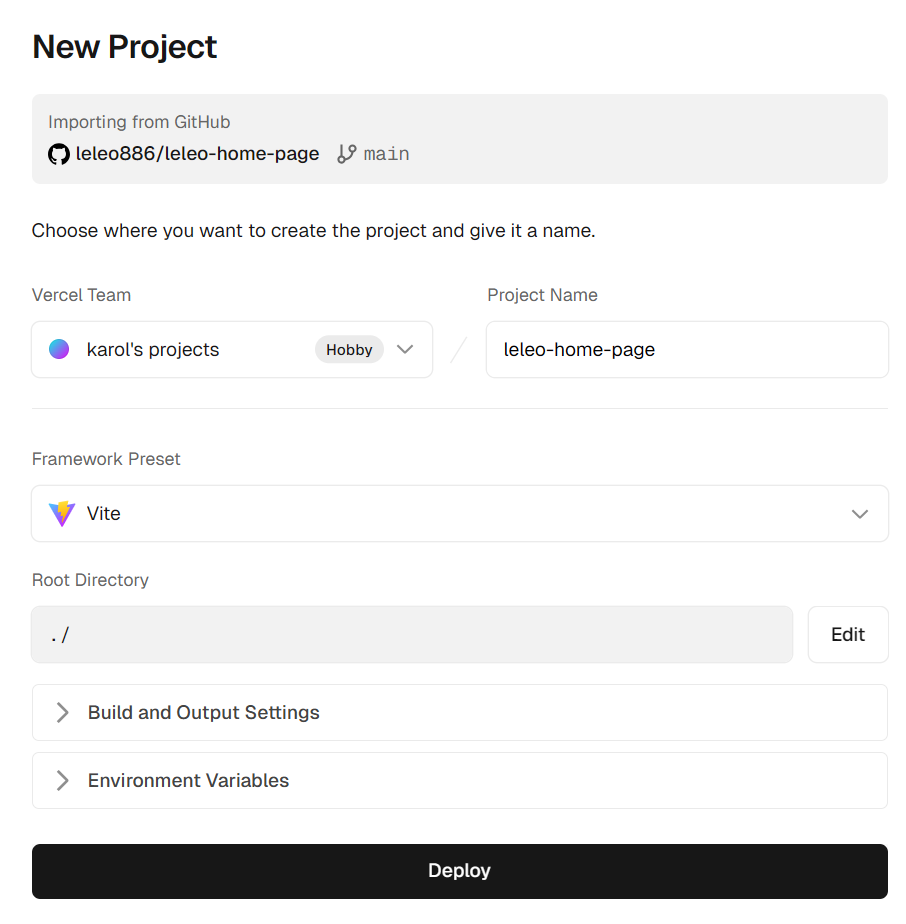 New Project
Importing from GitHub
leleo886/leleo-home-page main
Choose where you want to create the project and give it a name.
Vercel Team
Project Name
karol's projects Hobby
leleo-home-page
Framework Preset
Vite
Root Directory
./
Edit
Build and Output Settings
Environment Variables
Deploy